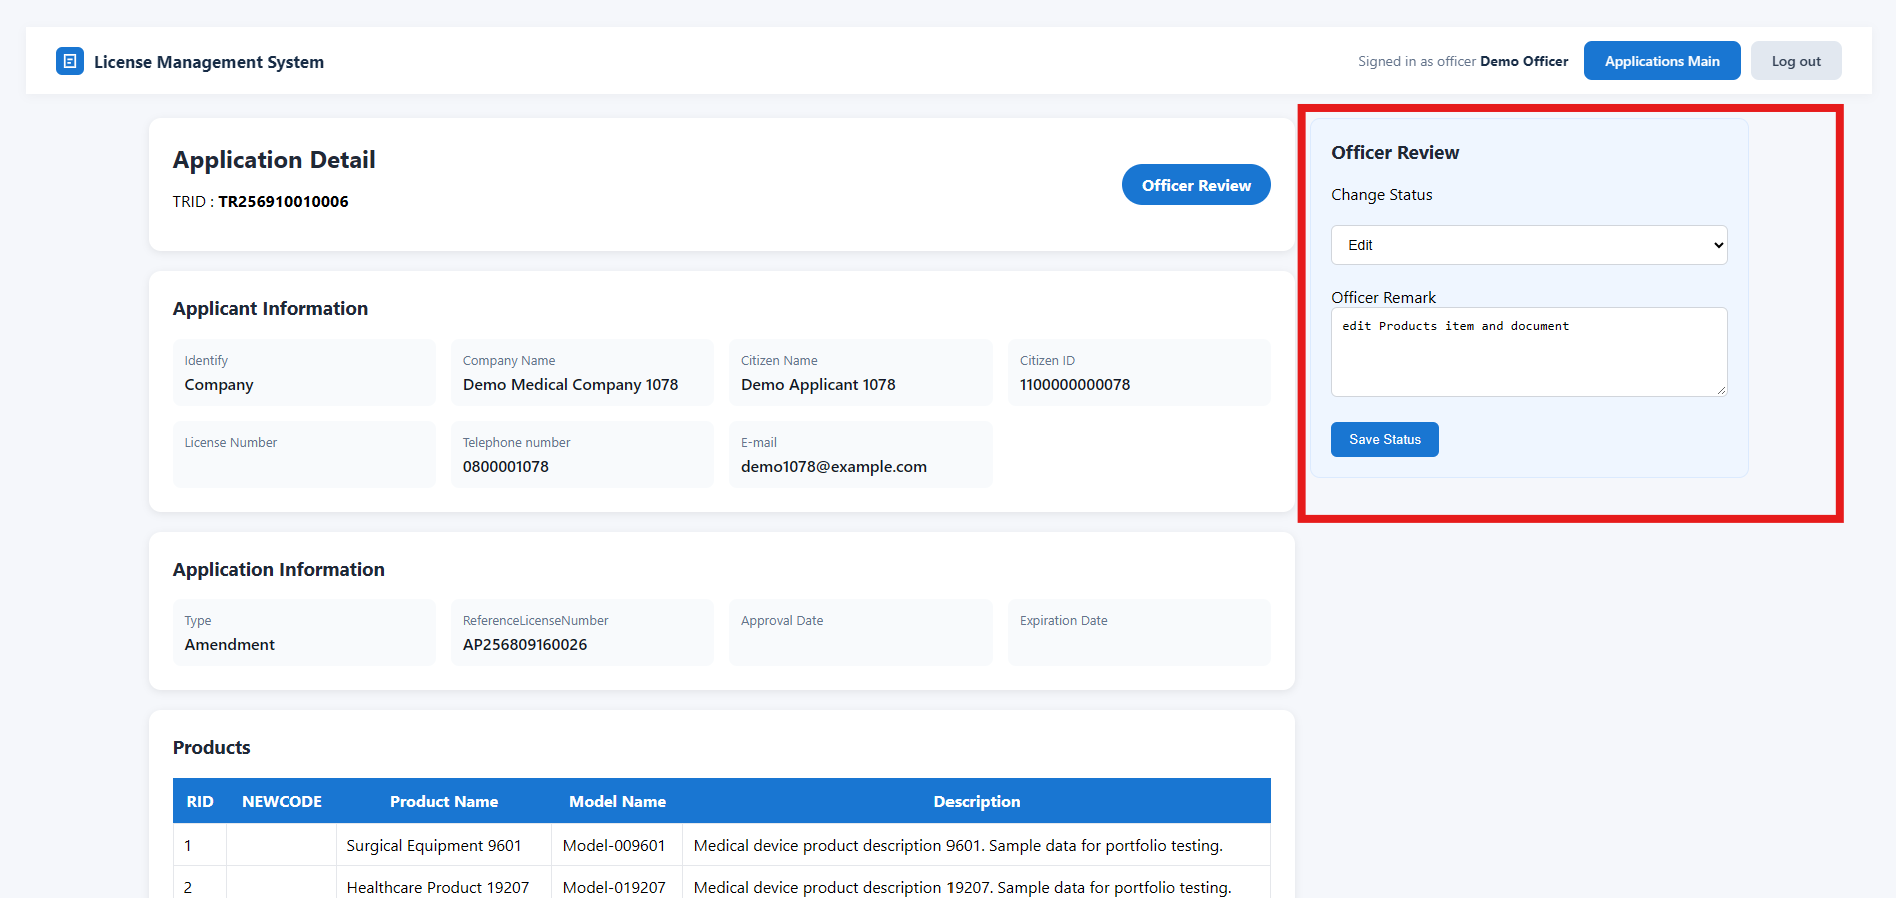 License Management System
Signed in as officer Demo Officer
Applications Main
Log out
Application Detail
TRID : TR256910010006
Officer Review
Officer Review
Change Status
Edit
Officer Remark
edit Products item and document
Save Status
Applicant Information
Identify
Company
Company Name
Demo Medical Company 1078
Citizen Name
Demo Applicant 1078
Citizen ID
1100000000078
License Number
Telephone number
0800001078
E-mail
demo1078@example.com
Application Information
Type
Amendment
ReferenceLicenseNumber
AP256809160026
Approval Date
Expiration Date
Products
RID NEWCODE Product Name Model Name Description
1 Surgical Equipment 9601 Model-009601 Medical device product description 9601. Sample data for portfolio testing.
2 Healthcare Product 19207 Model-019207 Medical device product description 19207. Sample data for portfolio testing.